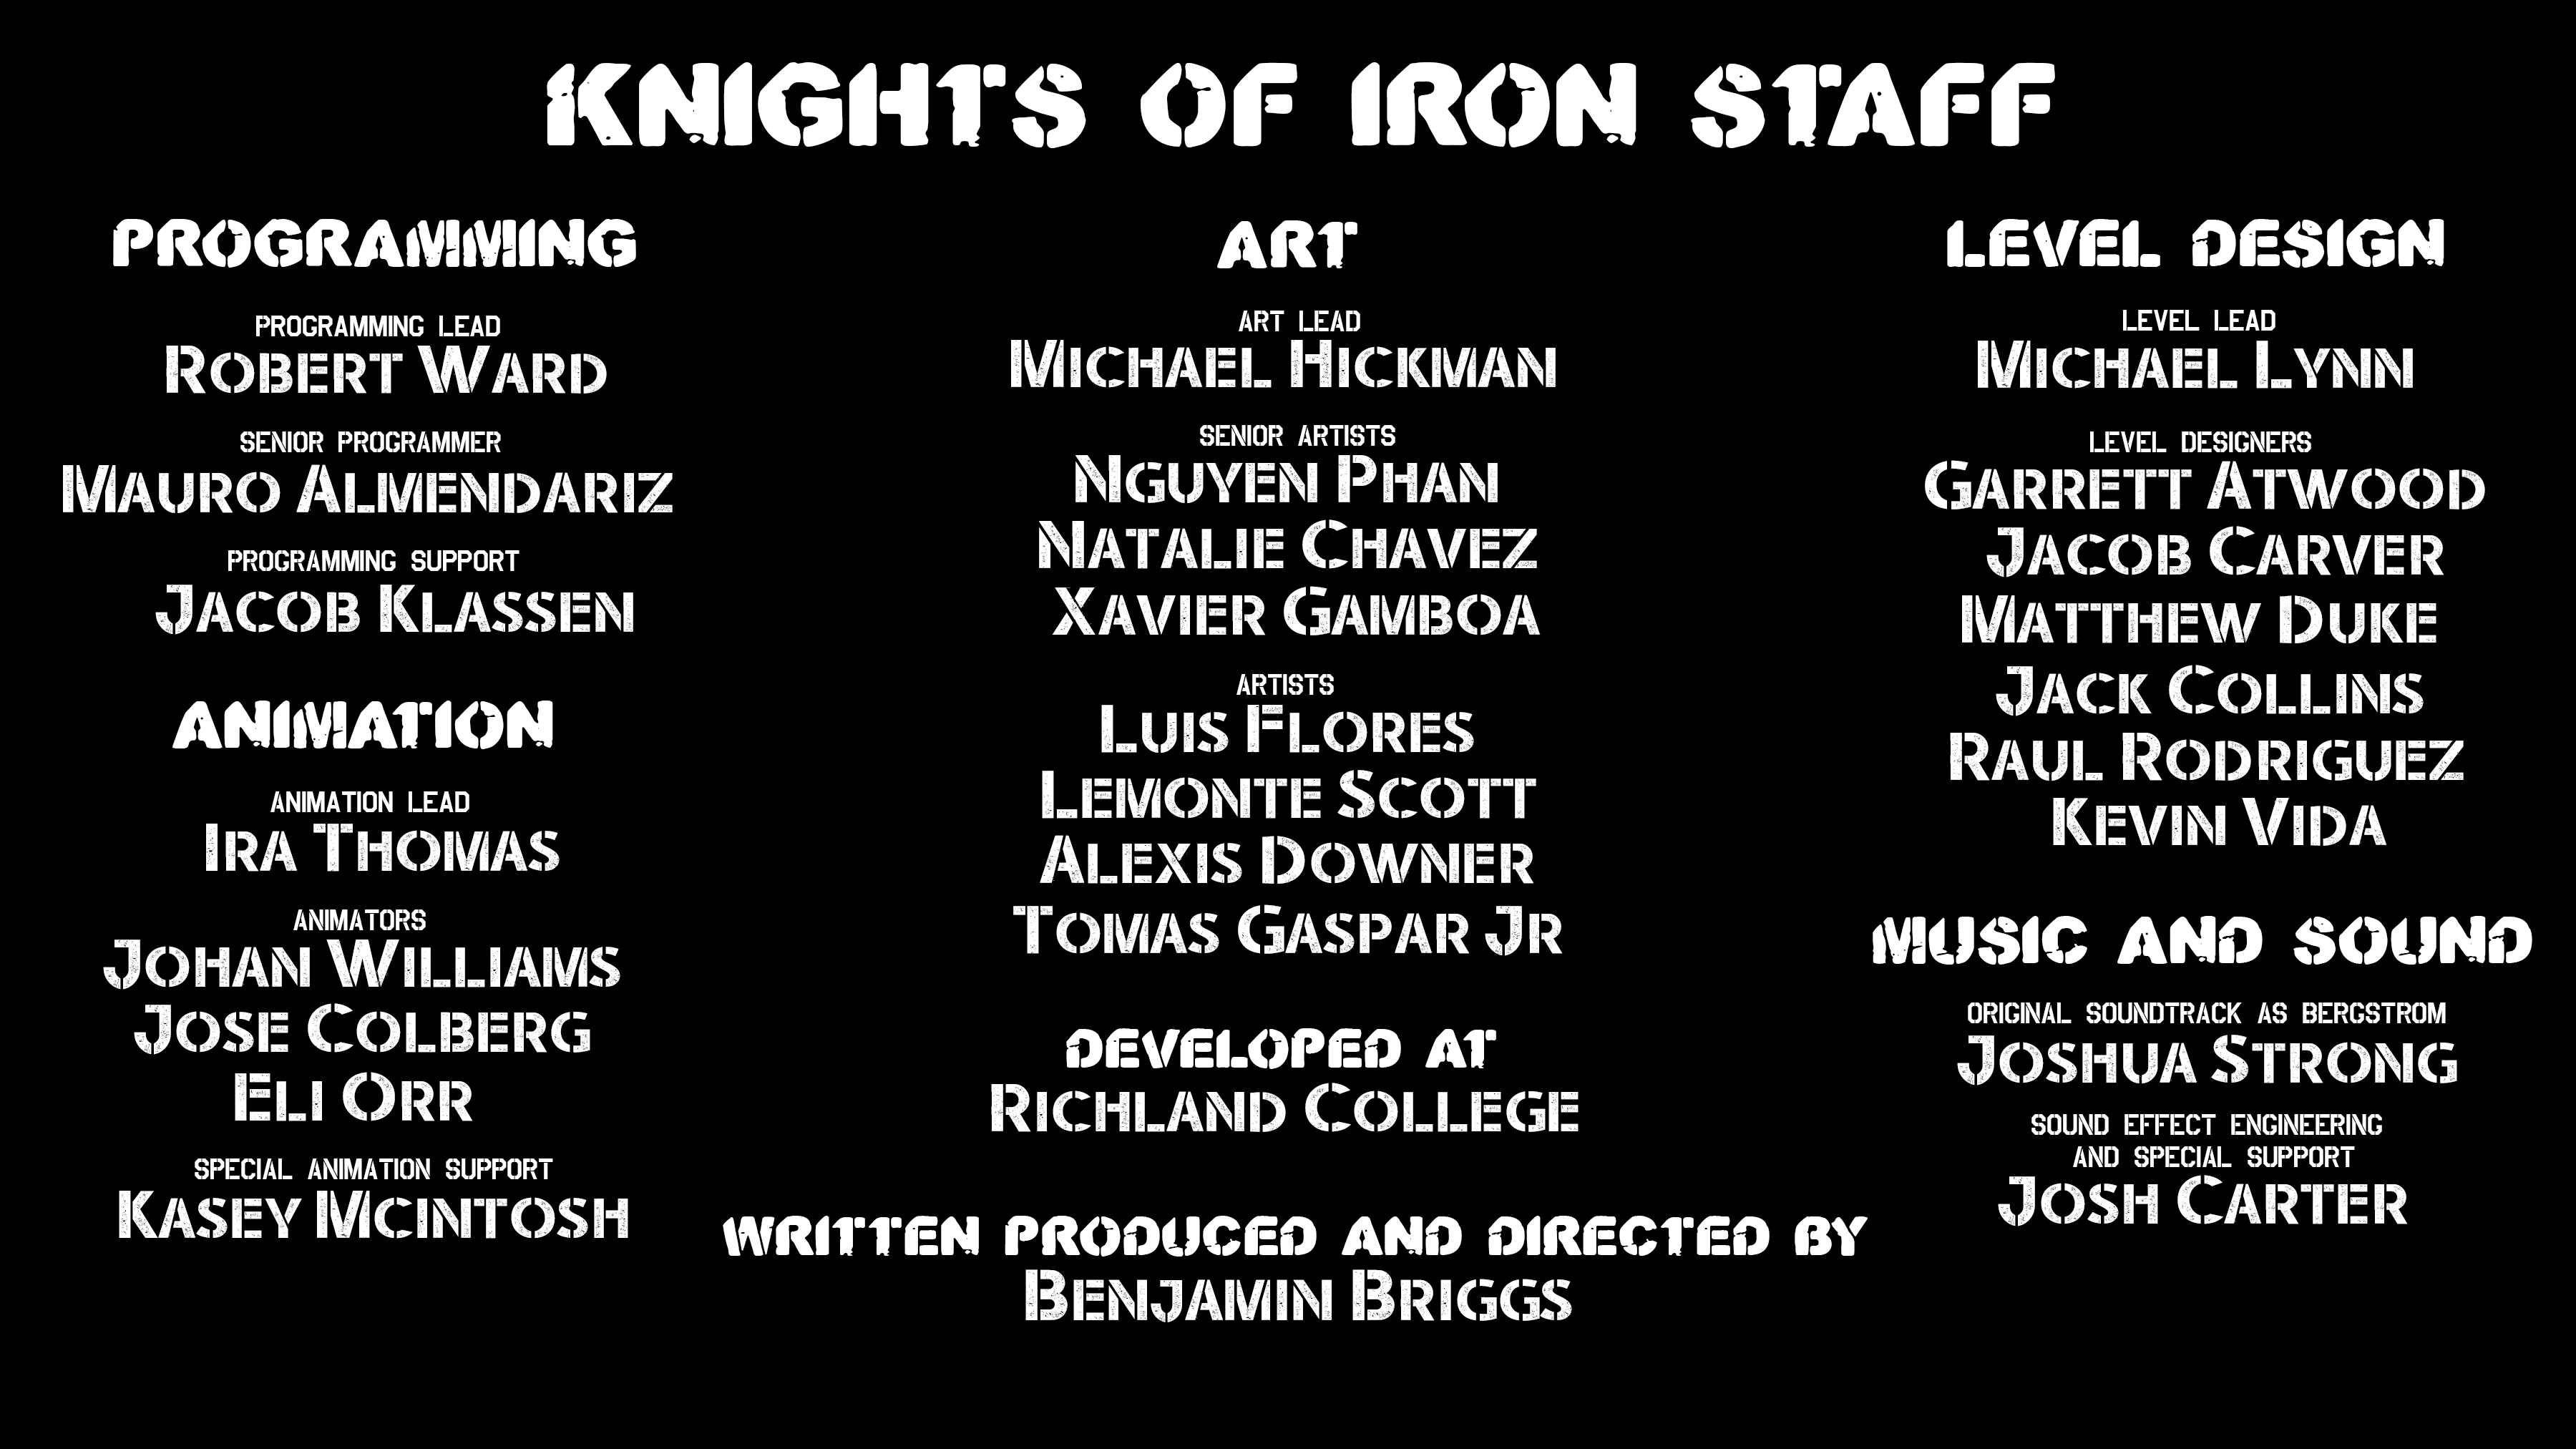 KNIGHTS OF IRON STAFF
PROGRAMMING
PROGRAMMING LEAD
ROBERT WARD
SENIOR PROGRAMMER
MAURO ALMENDARIZ
PROGRAMMING SUPPORT
JACOB KLASSEN
ANIMATION
ANIMATION LEAD
IRA THOMAS
ANIMATORS
JOHAN WILLIAMS
JOSE COLBERG
ELI ORR
SPECIAL ANIMATION SUPPORT
KASEY MCINTOSH
ART
ART LEAD
MICHAEL HICKMAN
SENIOR ARTISTS
NGUYEN PHAN
NATALIE CHAVEZ
XAVIER GAMBOA
ARTISTS
LUIS FLORES
LEMONTE SCOTT
ALEXIS DOWNER
TOMAS GASPAR JR
DEVELOPED AT
RICHLAND COLLEGE
WRITTEN PRODUCED AND DIRECTED BY
BENJAMIN BRIGGS
LEVEL DESIGN
LEVEL LEAD
MICHAEL LYNN
LEVEL DESIGNERS
GARRETT ATWOOD
JACOB CARVER
MATTHEW DUKE
JACK COLLINS
RAUL RODRIGUEZ
KEVIN VIDA
MUSIC AND SOUND
ORIGINAL SOUNDTRACK AS BERGSTROM
JOSHUA STRONG
SOUND EFFECT ENGINEERING
AND SPECIAL SUPPORT
JOSH CARTER